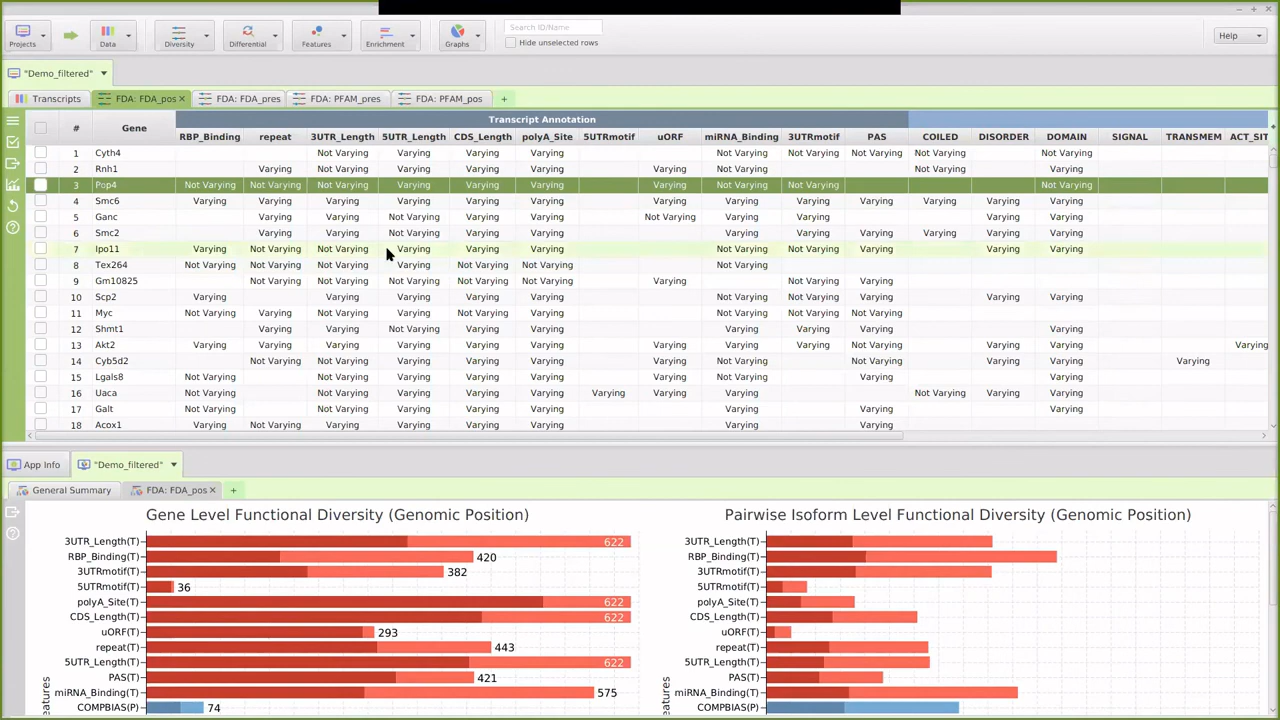 Projects Data Diversity Differential Features Enrichment Graphs Search ID/Name Hide unselected rows Help
"Demo_filtered"
Transcripts FDA: FDA_pos × FDA: FDA_pres FDA: PFAM_pres FDA: PFAM_pos +
# Gene Transcript Annotation
RBP_Binding repeat 3UTR_Length 5UTR_Length CDS_Length polyA_Site 5UTRmotif uORF miRNA_Binding 3UTRmotif PAS COILED DISORDER DOMAIN SIGNAL TRANSMEM ACT_SIT
1 Cyth4 Not Varying Varying Varying Varying Not Varying Not Varying Not Varying Not Varying Not Varying
2 Rnh1 Varying Not Varying Varying Varying Varying Varying Varying Not Varying Varying
3 Pop4 Not Varying Not Varying Not Varying Varying Varying Varying Varying Not Varying Not Varying Not Varying
4 Smc6 Varying Varying Varying Varying Varying Varying Varying Varying Varying Varying Varying Varying Varying
5 Ganc Varying Varying Not Varying Varying Varying Not Varying Varying Varying Varying Varying
6 Smc2 Varying Varying Not Varying Varying Varying Varying Varying Varying Varying Varying Varying
7 Ipo11 Varying Not Varying Not Varying Varying Varying Varying Not Varying Not Varying Varying Varying Varying
8 Tex264 Not Varying Not Varying Not Varying Varying Not Varying Not Varying Not Varying
9 Gm10825 Not Varying Not Varying Not Varying Not Varying Not Varying Varying Not Varying Varying
10 Scp2 Varying Varying Varying Varying Varying Not Varying Not Varying Varying Varying Varying
11 Myc Not Varying Varying Not Varying Varying Not Varying Varying Not Varying Not Varying Not Varying
12 Shmt1 Varying Varying Not Varying Varying Varying Varying Varying Varying Varying
13 Akt2 Varying Varying Not Varying Varying Varying Varying Varying Varying Varying Not Varying Varying Varying Varying
14 Cyb5d2 Not Varying Not Varying Varying Varying Varying Varying Not Varying Not Varying Varying Varying Varying
15 Lgals8 Not Varying Not Varying Varying Varying Varying Varying Varying Varying Varying
16 Uaca Not Varying Not Varying Varying Varying Varying Varying Varying Varying Not Varying Varying Varying
17 Galt Not Varying Not Varying Varying Varying Varying Varying Varying Varying
18 Acox1 Varying Not Varying Varying Varying Varying Varying Varying Varying
App Info "Demo_filtered"
General Summary FDA: FDA_pos × +
Gene Level Functional Diversity (Genomic Position)
3UTR_Length(T) 622
RBP_Binding(T) 420
3UTRmotif(T) 382
5UTRmotif(T) 36
polyA_Site(T) 622
CDS_Length(T) 622
uORF(T) 293
repeat(T) 443
5UTR_Length(T) 622
PAS(T) 421
miRNA_Binding(T) 575
COMPBIAS(P) 74
eatures
Pairwise Isoform Level Functional Diversity (Genomic Position)
3UTR_Length(T)
RBP_Binding(T)
3UTRmotif(T)
5UTRmotif(T)
polyA_Site(T)
CDS_Length(T)
uORF(T)
repeat(T)
5UTR_Length(T)
PAS(T)
miRNA_Binding(T)
COMPBIAS(P)
eatures